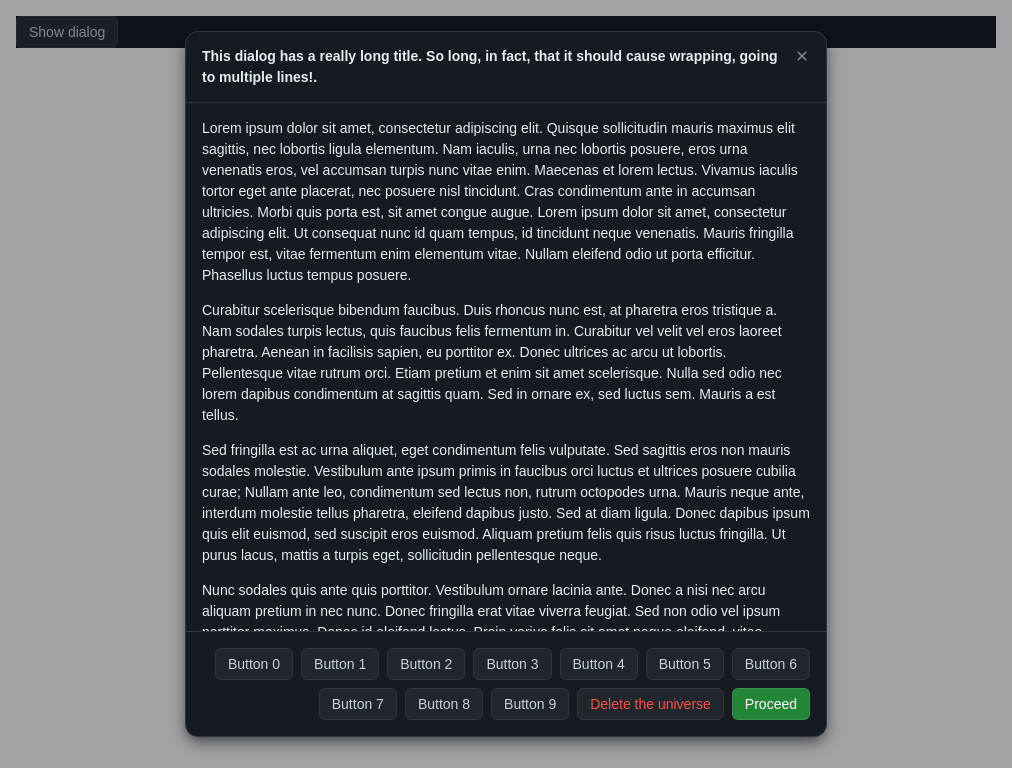 Show dialog
This dialog has a really long title. So long, in fact, that it should cause wrapping, going
to multiple lines!.
Lorem ipsum dolor sit amet, consectetur adipiscing elit. Quisque sollicitudin mauris maximus elit
sagittis, nec lobortis ligula elementum. Nam iaculis, urna nec lobortis posuere, eros urna
venenatis eros, vel accumsan turpis nunc vitae enim. Maecenas et lorem lectus. Vivamus iaculis
tortor eget ante placerat, nec posuere nisl tincidunt. Cras condimentum ante in accumsan
ultricies. Morbi quis porta est, sit amet congue augue. Lorem ipsum dolor sit amet, consectetur
adipiscing elit. Ut consequat nunc id quam tempus, id tincidunt neque venenatis. Mauris fringilla
tempor est, vitae fermentum enim elementum vitae. Nullam eleifend odio ut porta efficitur.
Phasellus luctus tempus posuere.
Curabitur scelerisque bibendum faucibus. Duis rhoncus nunc est, at pharetra eros tristique a.
Nam sodales turpis lectus, quis faucibus felis fermentum in. Curabitur vel velit vel eros laoreet
pharetra. Aenean in facilisis sapien, eu porttitor ex. Donec ultrices ac arcu ut lobortis.
Pellentesque vitae rutrum orci. Etiam pretium et enim sit amet scelerisque. Nulla sed odio nec
lorem dapibus condimentum at sagittis quam. Sed in ornare ex, sed luctus sem. Mauris a est
tellus.
Sed fringilla est ac urna aliquet, eget condimentum felis vulputate. Sed sagittis eros non mauris
sodales molestie. Vestibulum ante ipsum primis in faucibus orci luctus et ultrices posuere cubilia
curae; Nullam ante leo, condimentum sed lectus non, rutrum octopodes urna. Mauris neque ante,
interdum molestie tellus pharetra, eleifend dapibus justo. Sed at diam ligula. Donec dapibus ipsum
quis elit euismod, sed suscipit eros euismod. Aliquam pretium felis quis risus luctus fringilla. Ut
purus lacus, mattis a turpis eget, sollicitudin pellentesque neque.
Nunc sodales quis ante quis porttitor. Vestibulum ornare lacinia ante. Donec a nisi nec arcu
aliquam pretium in nec nunc. Donec fringilla erat vitae viverra feugiat. Sed non odio vel ipsum
porttitor maximus. Donec id eleifend lectus. Proin varius felis sit amet neque eleifend, vitae
Button 0 Button 1 Button 2 Button 3 Button 4 Button 5 Button 6
Button 7 Button 8 Button 9 Delete the universe Proceed